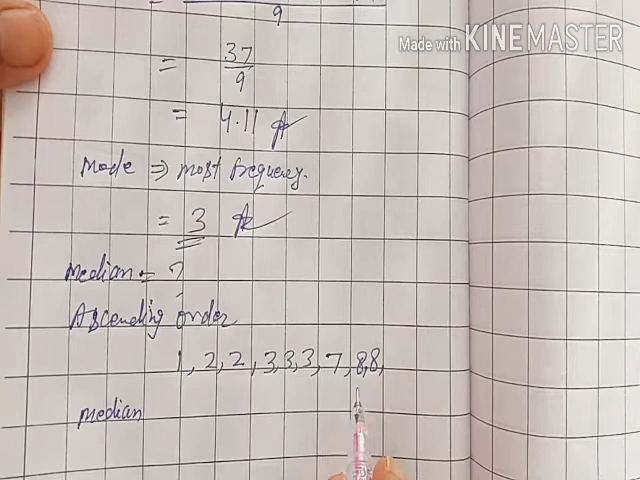 9
Made with KINEMASTER
= 37
9
= 4.11
Mode ⇒ most frequency.
= 3
Median = ?
Ascending order
1, 2, 2, 3, 3, 3, 7, 8, 8,
median